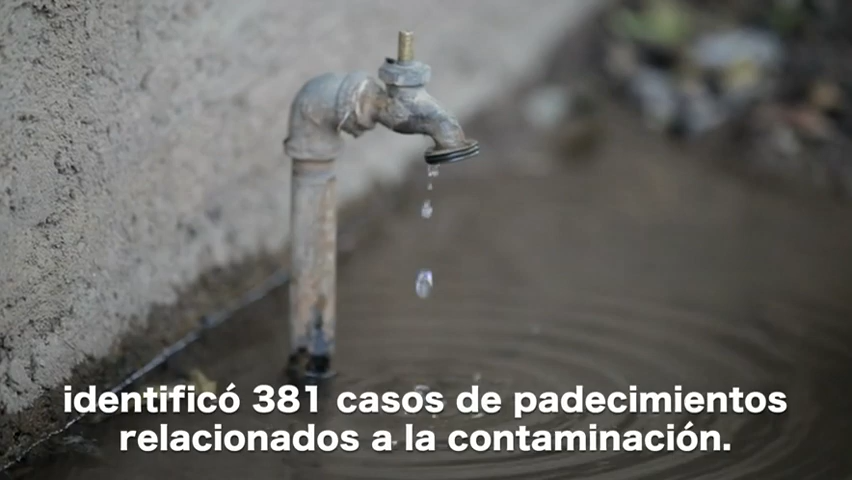 identificó 381 casos de padecimientos
relacionados a la contaminación.